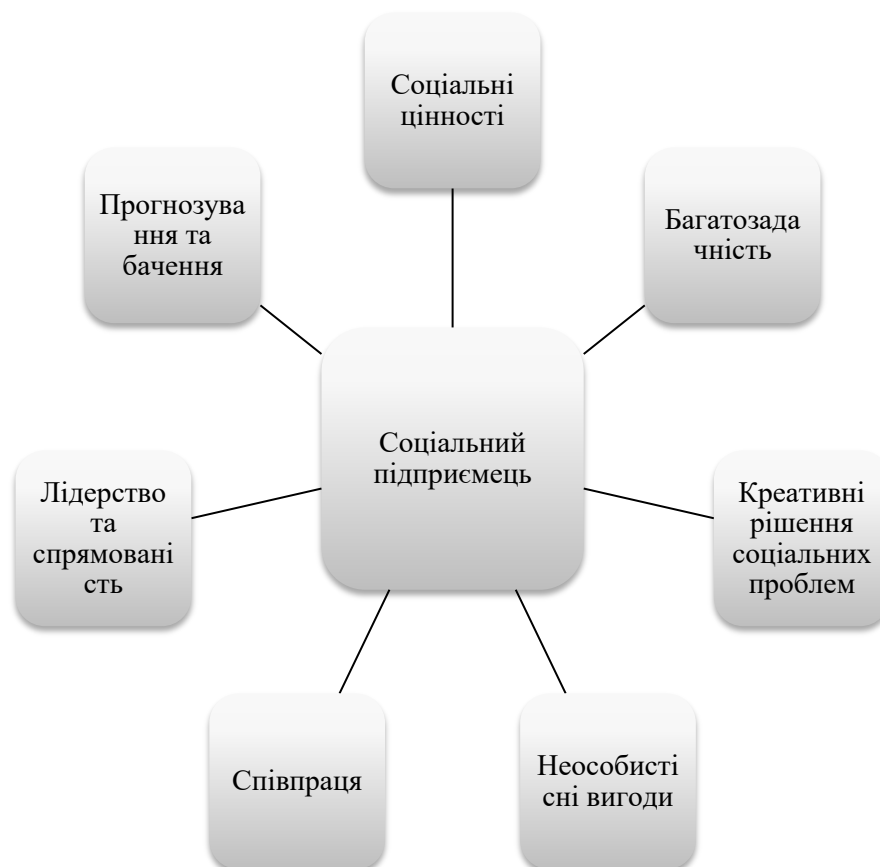 Соціальні
цінності
Багатозада
чність
Креативні
рішення
соціальних
проблем
Неособисті
сні вигоди
Співпраця
Лідерство
та
спрямовані
сть
Прогнозува
ння та
бачення
Соціальний
підприємець